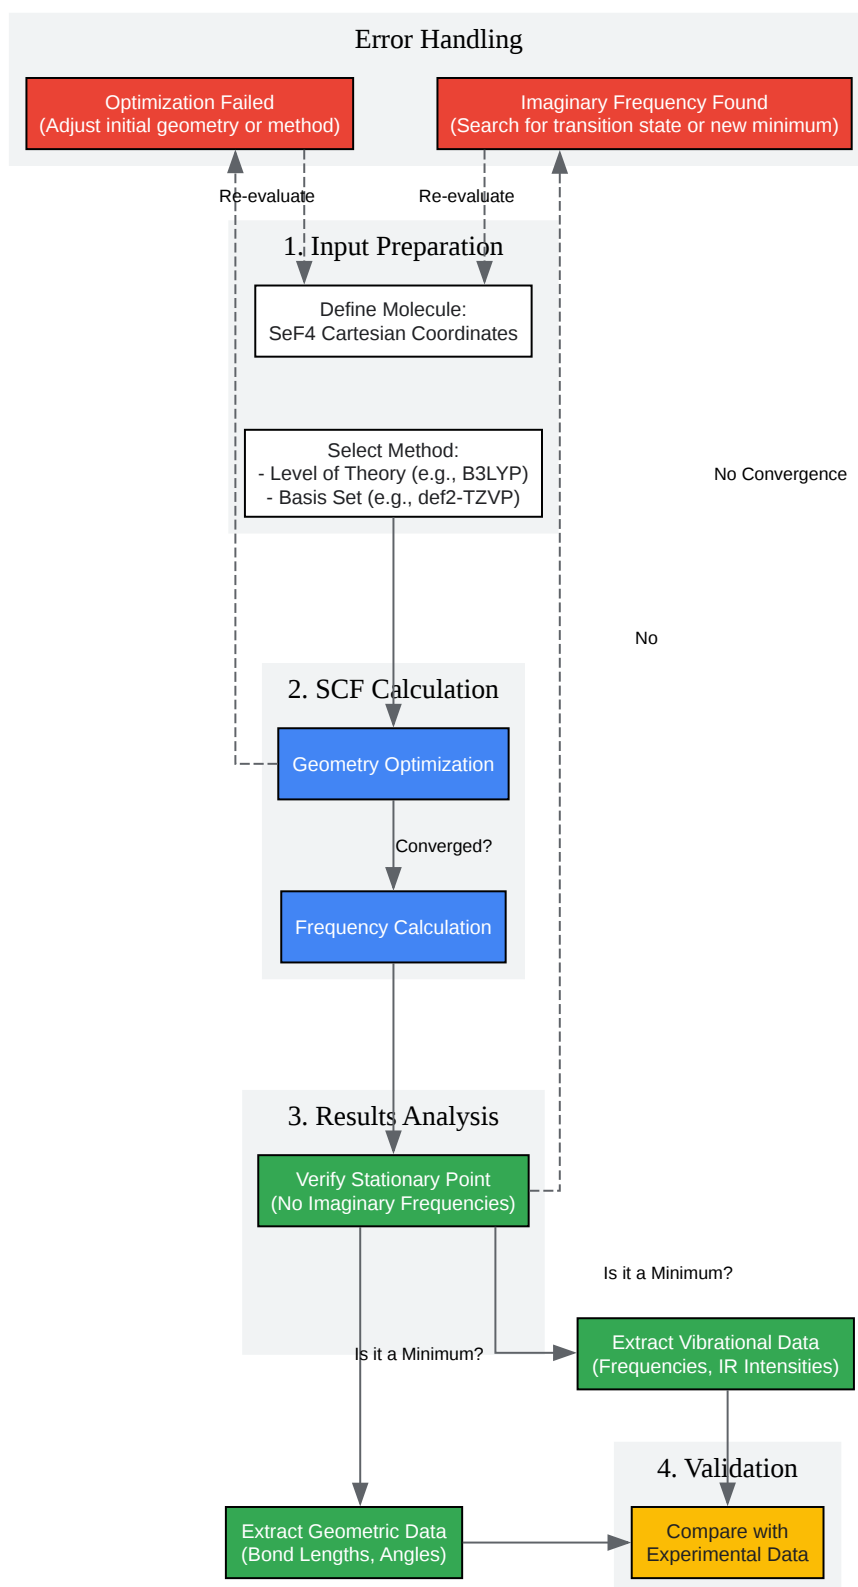 Error Handling
Optimization Failed
(Adjust initial geometry or method)
Imaginary Frequency Found
(Search for transition state or new minimum)
Re-evaluate
Re-evaluate
1. Input Preparation
Define Molecule:
SeF4 Cartesian Coordinates
Select Method:
- Level of Theory (e.g., B3LYP)
- Basis Set (e.g., def2-TZVP)
No Convergence
No
2. SCF Calculation
Geometry Optimization
Converged?
Frequency Calculation
3. Results Analysis
Verify Stationary Point
(No Imaginary Frequencies)
Is it a Minimum?
Extract Vibrational Data
(Frequencies, IR Intensities)
Is it a Minimum?
4. Validation
Extract Geometric Data
(Bond Lengths, Angles)
Compare with
Experimental Data